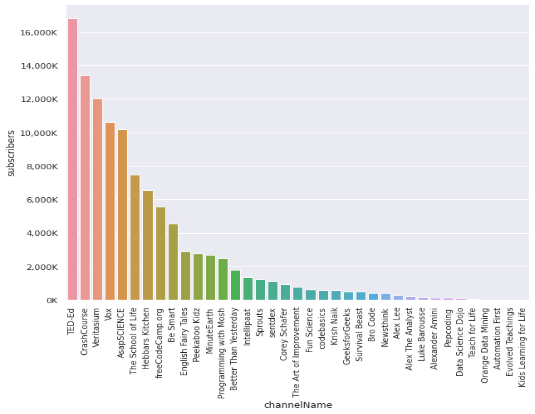 16,000K
14,000K
12,000K
10,000K
8,000K
6,000K
4,000K
2,000K
0K
subscribers
TED-Ed
CrashCourse
Veritasium
Vox
AsapSCIENCE
The School of Life
Hebbars Kitchen
freeCodeCamp.org
Be Smart
English Fairy Tales
Peekaboo Kidz
MinuteEarth
Programming with Mosh
Better Than Yesterday
Intellipaat
Sprouts
sentdex
Corey Schafer
The Art of Improvement
Fun Science
codebasics
Krish Naik
GeeksforGeeks
Survival Beast
Bro Code
Newsthink
Alex Lee
Alex The Analyst
Luke Barousse
Alexander Amini
Pepcoding
Data Science Dojo
Teach for Life
Orange Data Mining
Automation First
Evolved Teachings
Kids Learning for Life
channelName